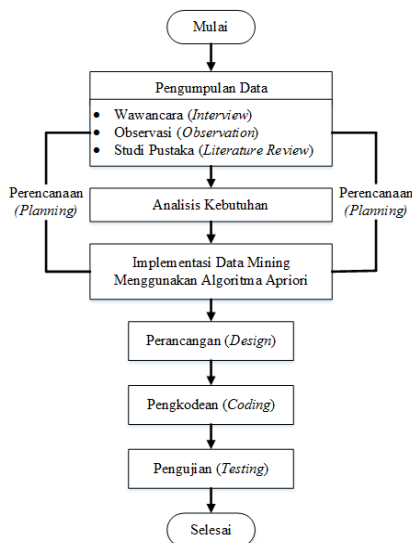 Mulai
Pengumpulan Data
• Wawancara (Interview)
• Observasi (Observation)
• Studi Pustaka (Literature Review)
Perencanaan
(Planning)
Perencanaan
(Planning)
Analisis Kebutuhan
Implementasi Data Mining
Menggunakan Algoritma Apriori
Perancangan (Design)
Pengkodean (Coding)
Pengujian (Testing)
Selesai